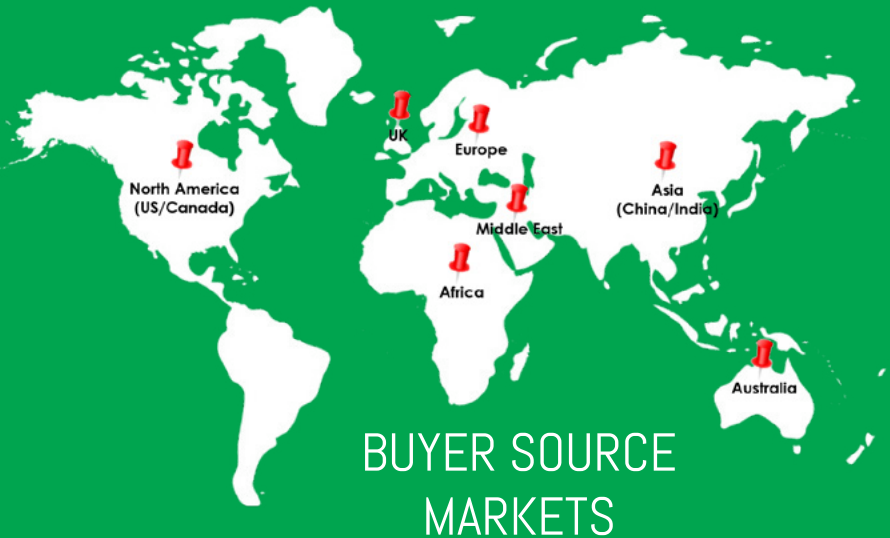 UK
Europe
North America
(US/Canada)
Asia
(China/India)
Middle East
Africa
Australia
BUYER SOURCE
MARKETS